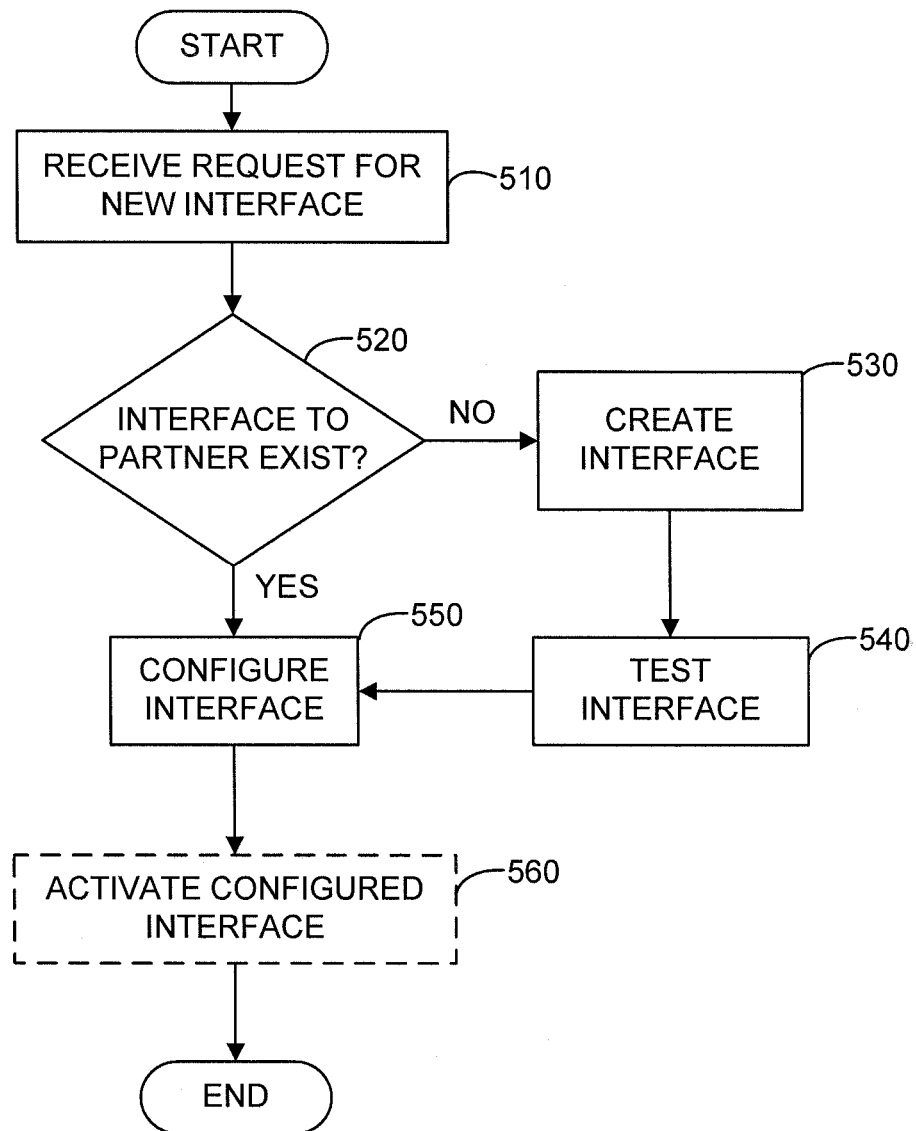 START
RECEIVE REQUEST FOR
NEW INTERFACE
510
520
INTERFACE TO
PARTNER EXIST?
NO
530
CREATE
INTERFACE
YES
550
CONFIGURE
INTERFACE
540
TEST
INTERFACE
ACTIVATE CONFIGURED
INTERFACE
560
END